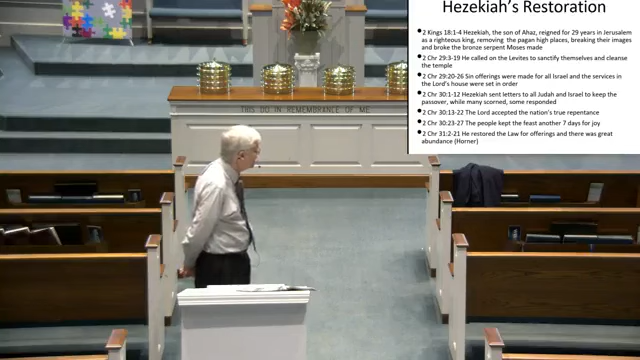 Hezekiah's Restoration
•2 Kings 18:1-4 Hezekiah, the son of Ahaz, reigned for 29 years in Jerusalem
as a righteous king, removing the pagan high places, breaking their images
and broke the bronze serpent Moses made
•2 Chr 29:3-19 He called on the Levites to sanctify themselves and cleanse
the temple
•2 Chr 29:20-26 Sin offerings were made for all Israel and the services in
the Lord's house were set in order
•2 Chr 30:1-12 Hezekiah sent letters to all Judah and Israel to keep the
passover, while many scorned, some responded
•2 Chr 30:13-22 The Lord accepted the nation's true repentance
•2 Chr 30:23-27 The people kept the feast another 7 days for joy
•2 Chr 31:2-21 He restored the Law for offerings and there was great
abundance (Horner)
THIS DO IN REMEMBRANCE OF ME